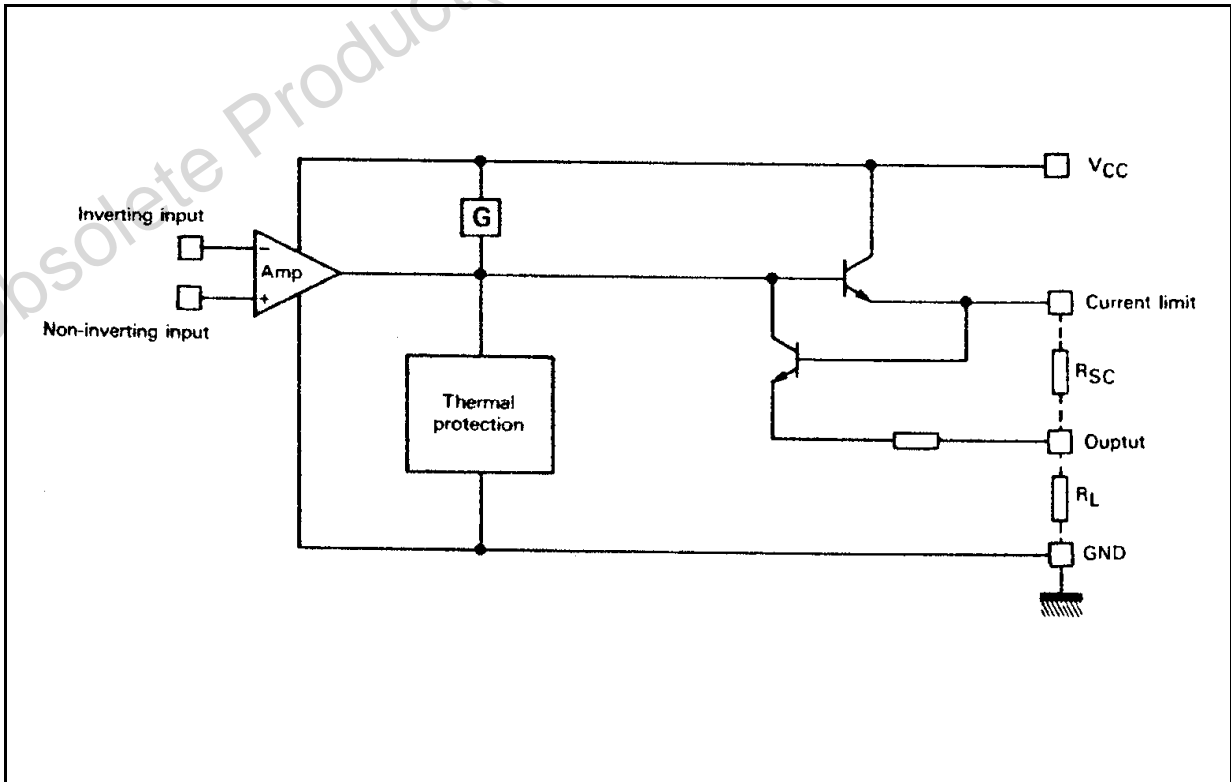 Obsolete Product(
VCC
G
Inverting input
−
Amp
+
Non-inverting input
Current limit
RSC
Thermal
protection
Ouptut
RL
GND